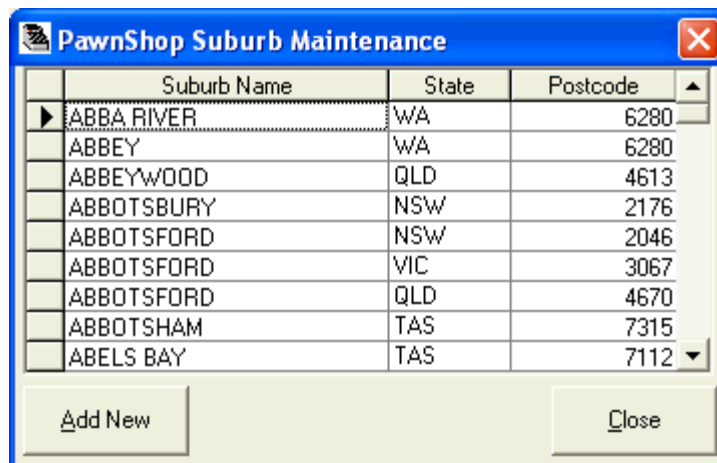 PawnShop Suburb Maintenance
Suburb Name State Postcode
ABBA RIVER WA 6280
ABBEY WA 6280
ABBEYWOOD QLD 4613
ABBOTSBURY NSW 2176
ABBOTSFORD NSW 2046
ABBOTSFORD VIC 3067
ABBOTSFORD QLD 4670
ABBOTSHAM TAS 7315
ABELS BAY TAS 7112
Add New Close